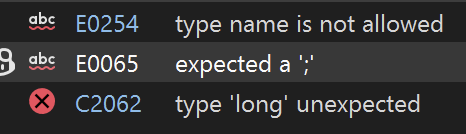 abc E0254 type name is not allowed
abc E0065 expected a ';'
C2062 type 'long' unexpected